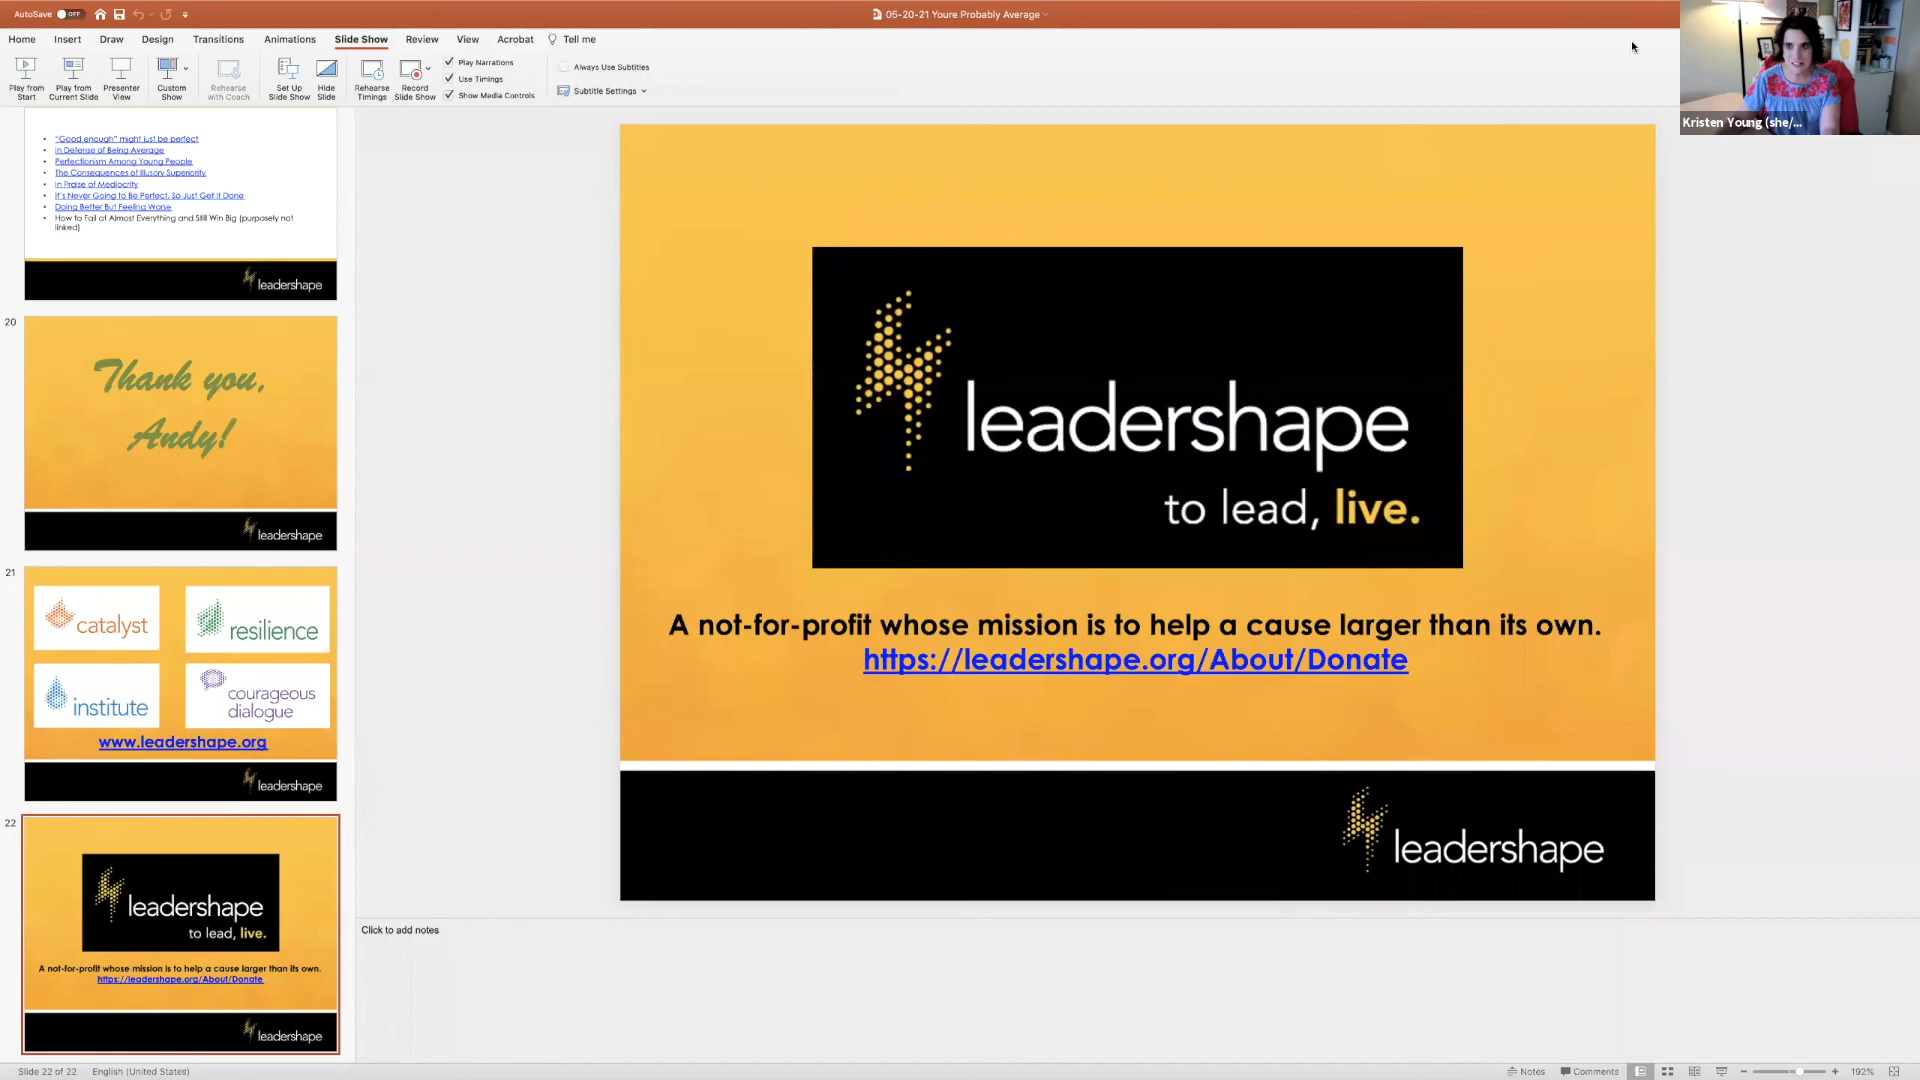 AutoSave OFF
05-20-21 Youre Probably Average
Home Insert Draw Design Transitions Animations Slide Show Review View Acrobat Tell me
Play from Start
Play from Current Slide
Presenter View
Custom Show
Rehearse with Coach
Set Up Slide Show
Hide Slide
Rehearse Timings
Record Slide Show
Play Narrations
Use Timings
Show Media Controls
Always Use Subtitles
Subtitle Settings
Kristen Young (she/...
• "Good enough" might just be perfect
• In Defense of Being Average
• Perfectionism Among Young People
• The Consequences of Illusory Superiority
• In Praise of Mediocrity
• It's Never Going to Be Perfect, So Just Get It Done
• Doing Better But Feeling Worse
• How to Fail at Almost Everything and Still Win Big (purposely not
linked)
leadershape
20
Thank you,
Andy!
leadershape
21
catalyst
resilience
institute
courageous
dialogue
www.leadershape.org
leadershape
22
leadershape
to lead, live.
A not-for-profit whose mission is to help a cause larger than its own.
https://leadershape.org/About/Donate
leadershape
leadershape
to lead, live.
A not-for-profit whose mission is to help a cause larger than its own.
https://leadershape.org/About/Donate
leadershape
Click to add notes
Slide 22 of 22 English (United States)
Notes Comments 192%